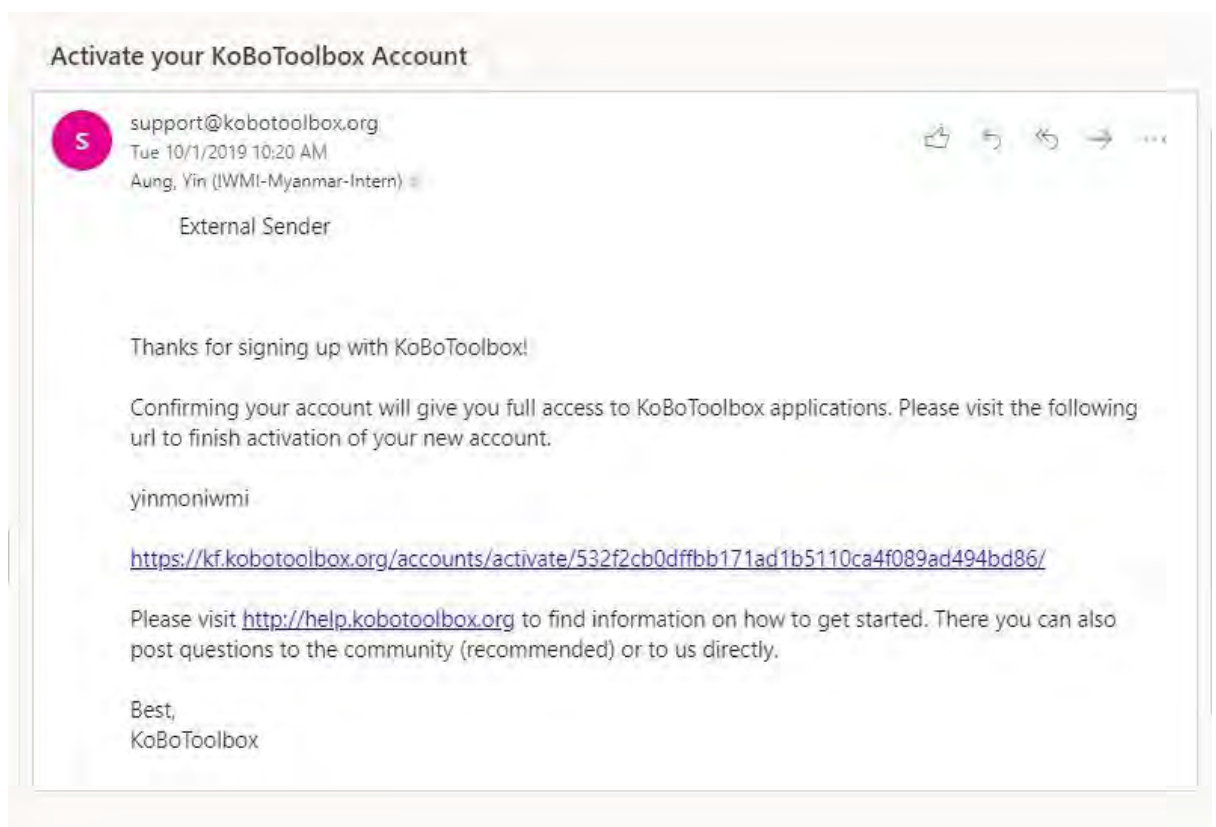 Activate your KoBoToolbox Account
S
support@kobotoolbox.org
Tue 10/1/2019 10:20 AM
Aung, Yin (IWMI-Myanmar-Intern)
External Sender
Thanks for signing up with KoBoToolbox!
Confirming your account will give you full access to KoBoToolbox applications. Please visit the following
url to finish activation of your new account.
yinmoniwmi
https://kf.kobotoolbox.org/accounts/activate/532f2cb0dffbb171ad1b5110ca4f089ad494bd86/
Please visit http://help.kobotoolbox.org to find information on how to get started. There you can also
post questions to the community (recommended) or to us directly.
Best,
KoBoToolbox